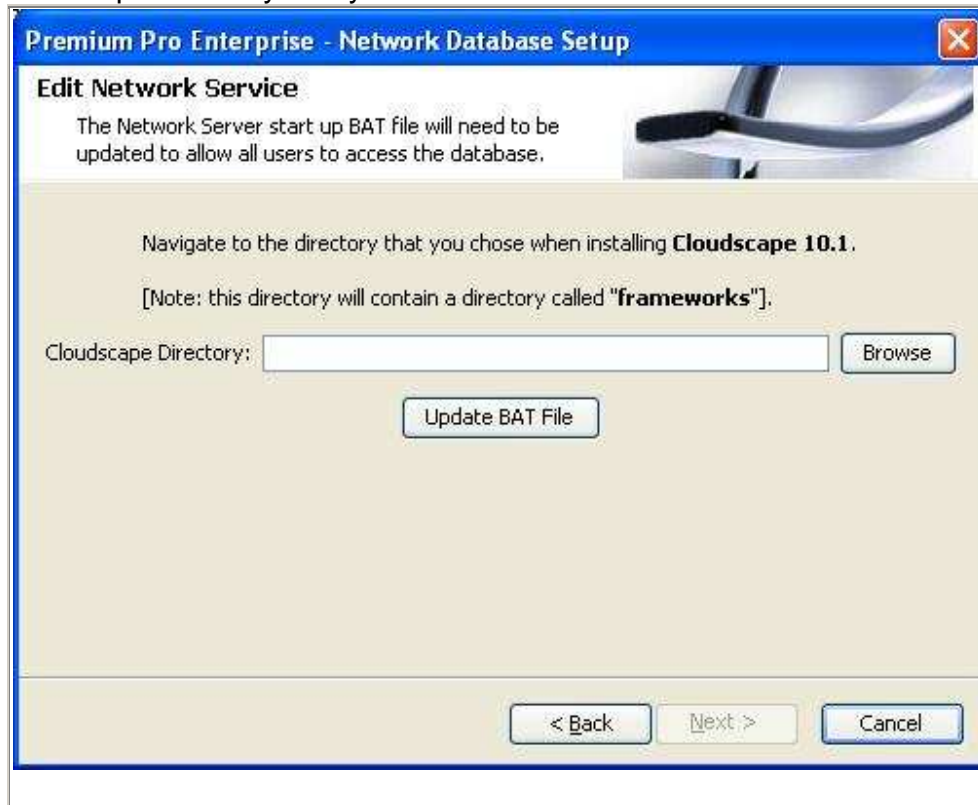 Premium Pro Enterprise - Network Database Setup
Edit Network Service
The Network Server start up BAT file will need to be
updated to allow all users to access the database.
Navigate to the directory that you chose when installing Cloudscape 10.1.
[Note: this directory will contain a directory called "frameworks"].
Cloudscape Directory:
Browse
Update BAT File
< Back
Next >
Cancel